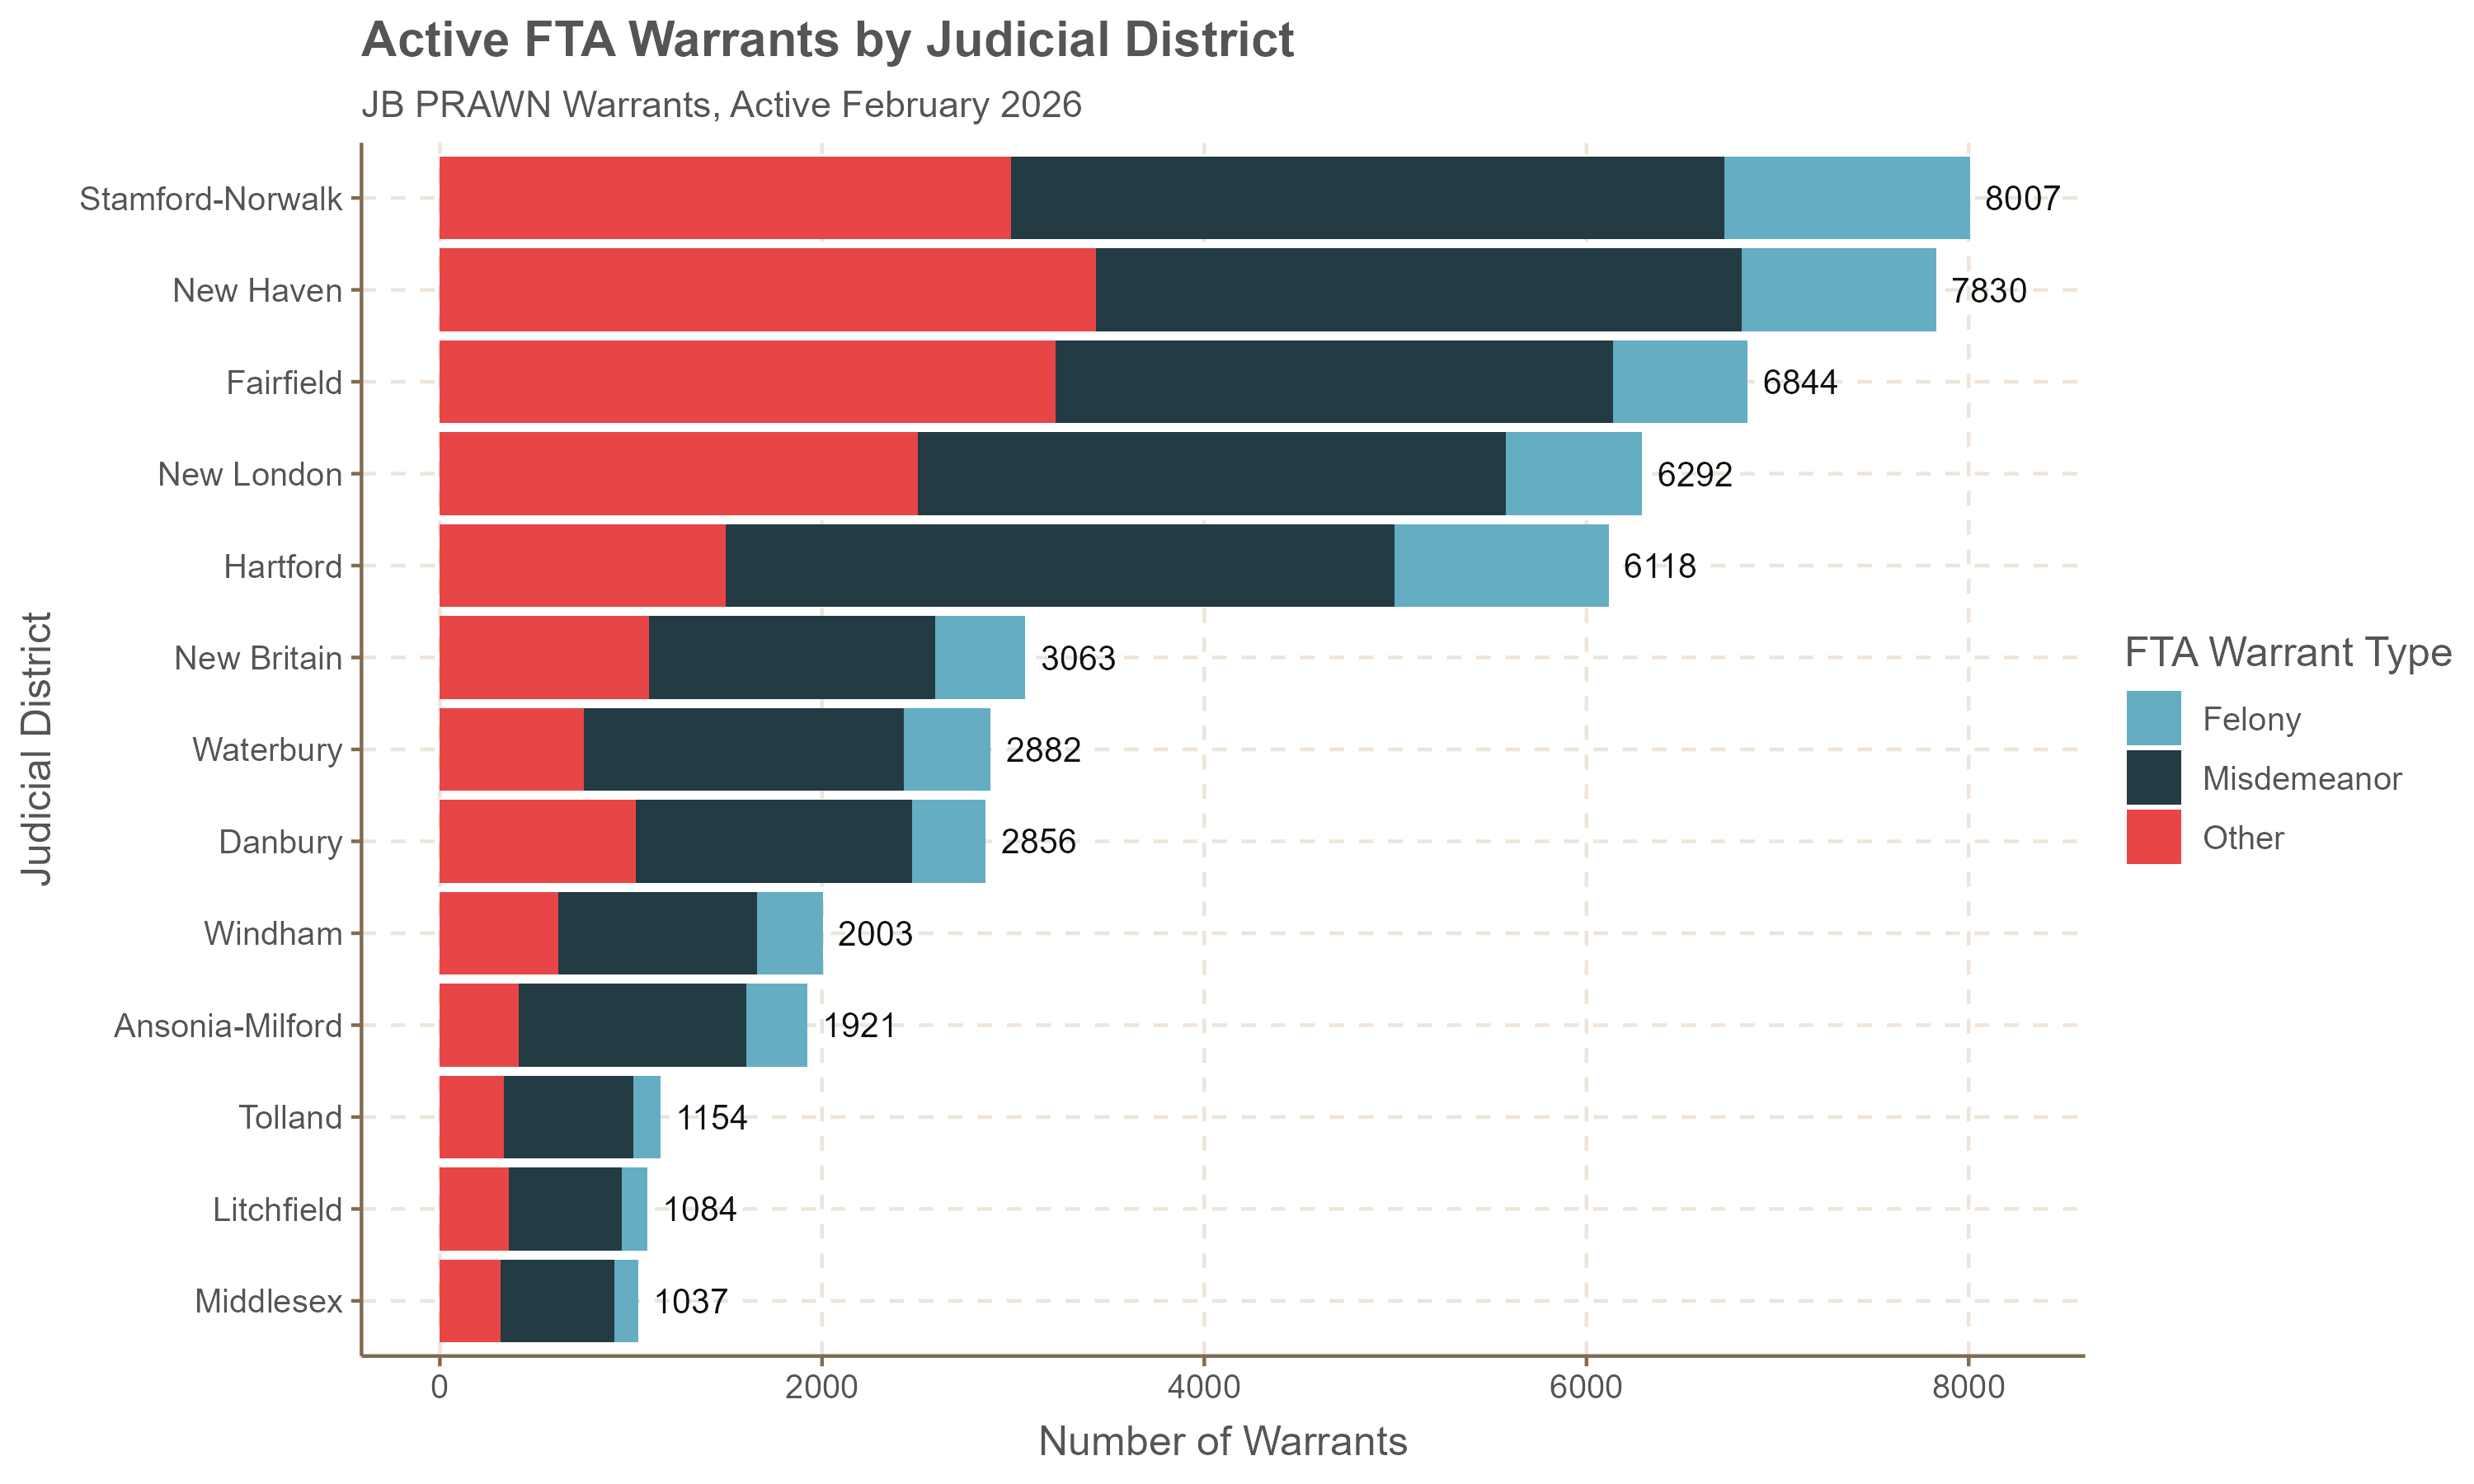 Active FTA Warrants by Judicial District
JB PRAWN Warrants, Active February 2026
Judicial District
Stamford-Norwalk 8007
New Haven 7830
Fairfield 6844
New London 6292
Hartford 6118
New Britain 3063
Waterbury 2882
Danbury 2856
Windham 2003
Ansonia-Milford 1921
Tolland 1154
Litchfield 1084
Middlesex 1037
0 2000 4000 6000 8000
Number of Warrants
FTA Warrant Type
Felony
Misdemeanor
Other